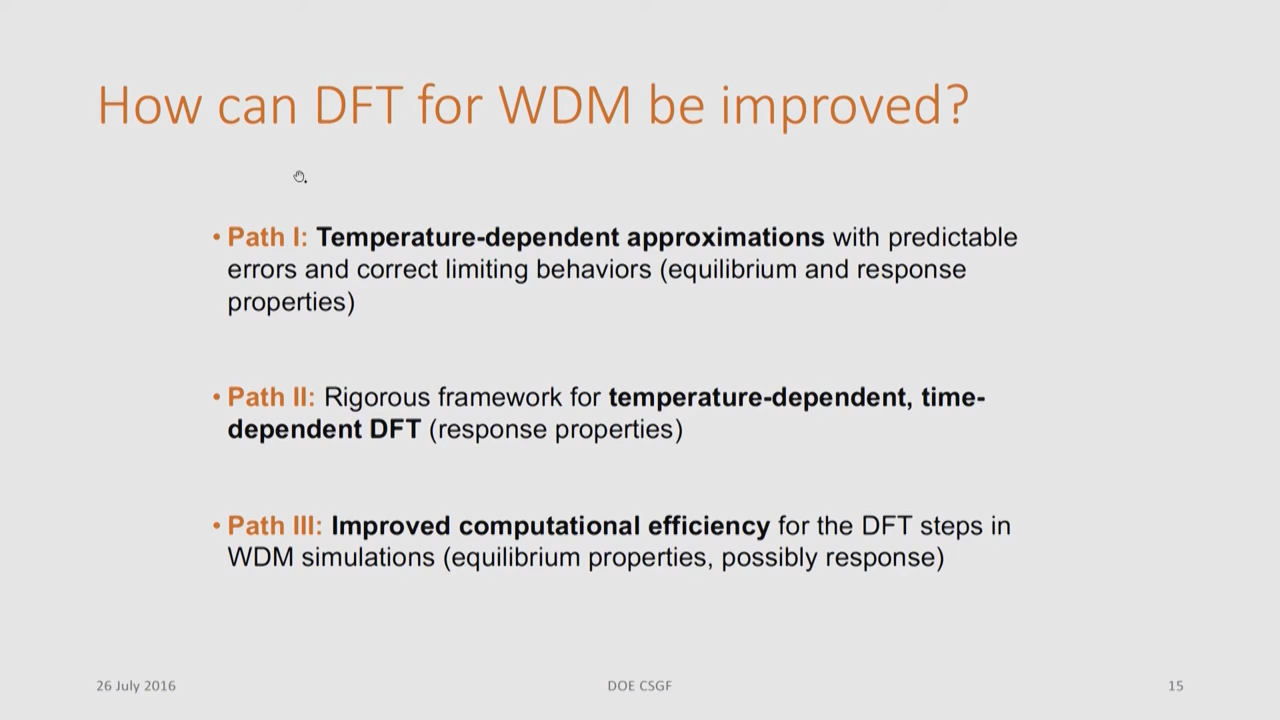 How can DFT for WDM be improved?
• Path I: Temperature-dependent approximations with predictable
errors and correct limiting behaviors (equilibrium and response
properties)
• Path II: Rigorous framework for temperature-dependent, time-
dependent DFT (response properties)
• Path III: Improved computational efficiency for the DFT steps in
WDM simulations (equilibrium properties, possibly response)
26 July 2016
DOE CSGF
15